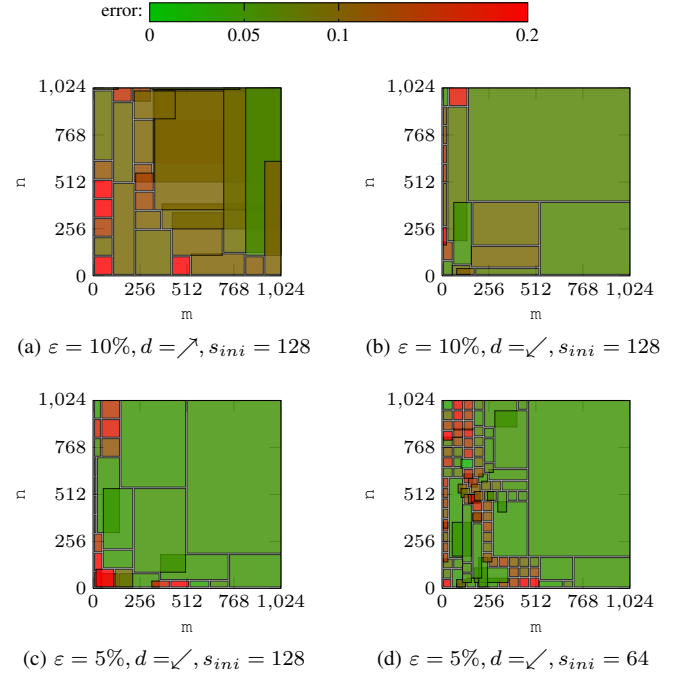 error:
0 0.05 0.1 0.2
1,024
768
512
256
0
n
0 256 512 768 1,024
m
(a) ε = 10%, d =↗, s_ini = 128
1,024
768
512
256
0
n
0 256 512 768 1,024
m
(b) ε = 10%, d =↙, s_ini = 128
1,024
768
512
256
0
n
0 256 512 768 1,024
m
(c) ε = 5%, d =↙, s_ini = 128
1,024
768
512
256
0
n
0 256 512 768 1,024
m
(d) ε = 5%, d =↙, s_ini = 64